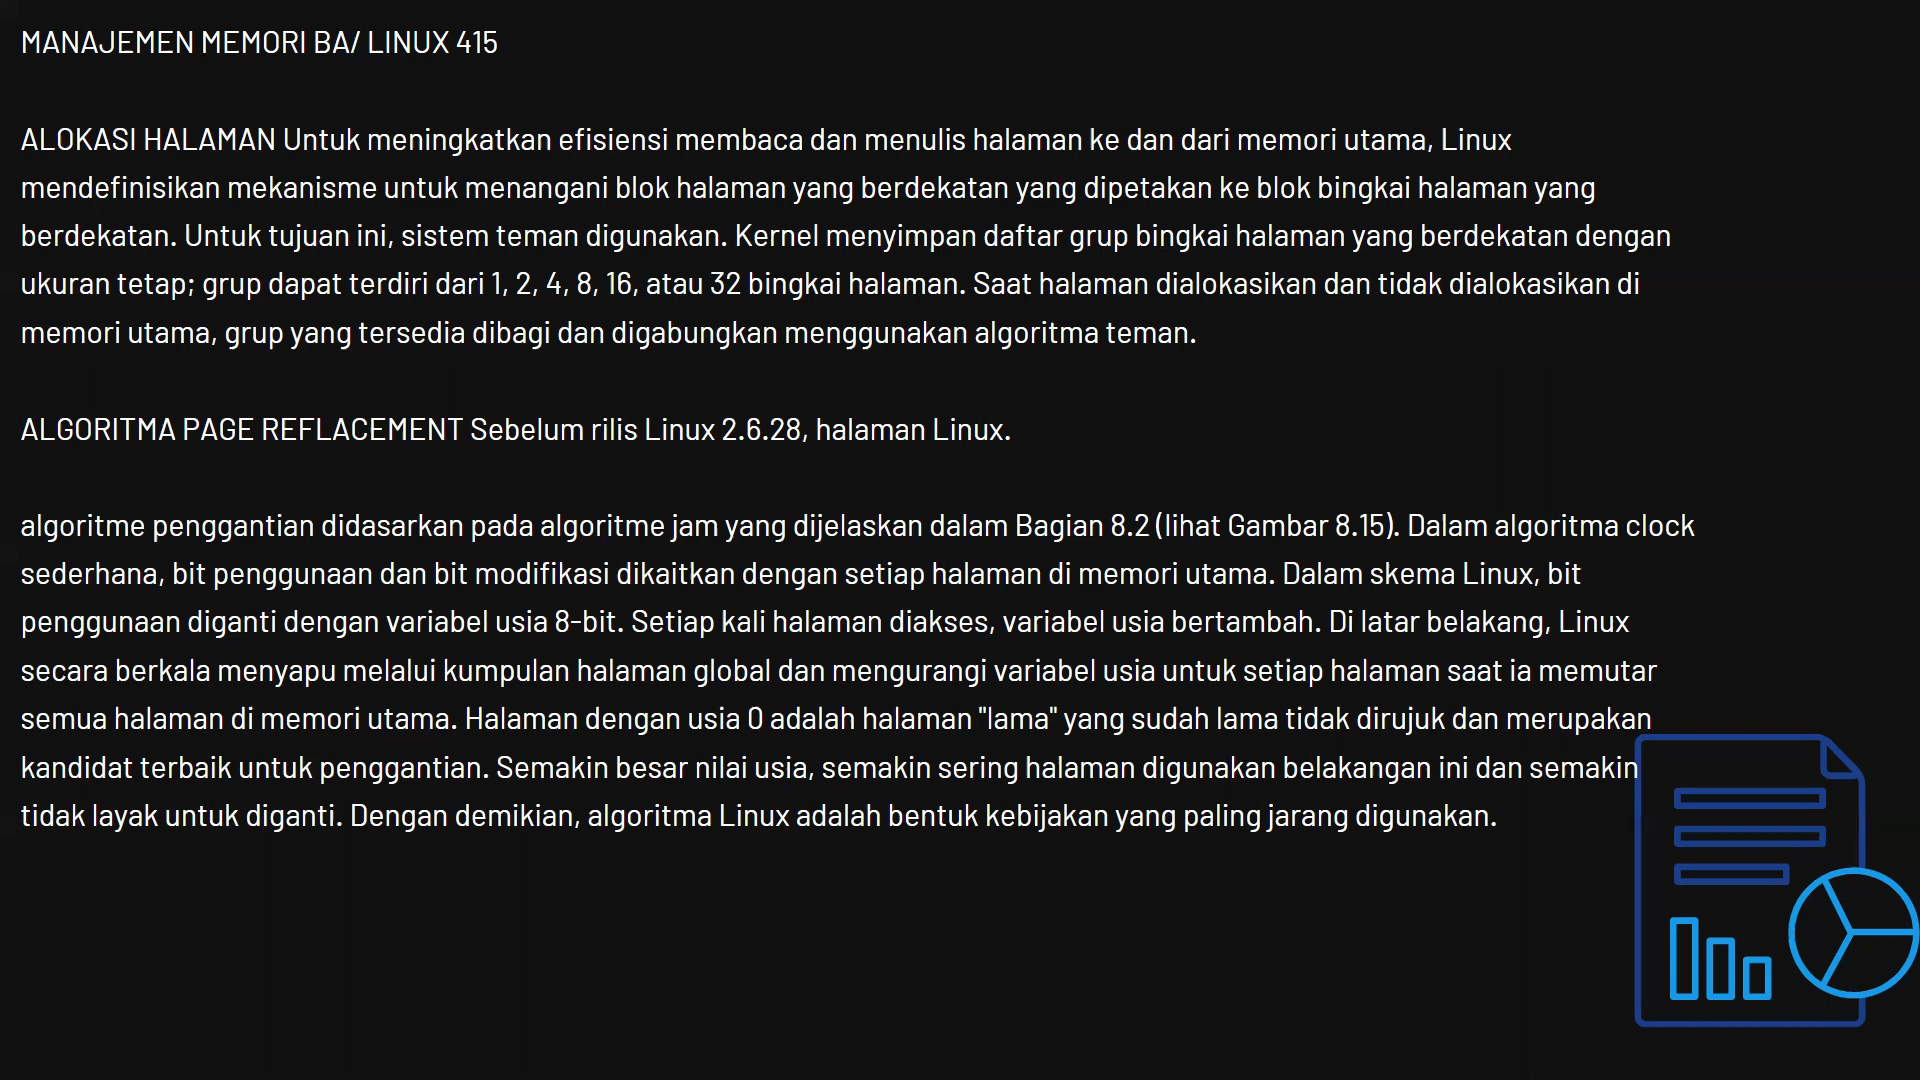 MANAJEMEN MEMORI BA/ LINUX 415
ALOKASI HALAMAN Untuk meningkatkan efisiensi membaca dan menulis halaman ke dan dari memori utama, Linux
mendefinisikan mekanisme untuk menangani blok halaman yang berdekatan yang dipetakan ke blok bingkai halaman yang
berdekatan. Untuk tujuan ini, sistem teman digunakan. Kernel menyimpan daftar grup bingkai halaman yang berdekatan dengan
ukuran tetap; grup dapat terdiri dari 1, 2, 4, 8, 16, atau 32 bingkai halaman. Saat halaman dialokasikan dan tidak dialokasikan di
memori utama, grup yang tersedia dibagi dan digabungkan menggunakan algoritma teman.
ALGORITMA PAGE REFLACEMENT Sebelum rilis Linux 2.6.28, halaman Linux.
algoritme penggantian didasarkan pada algoritme jam yang dijelaskan dalam Bagian 8.2 (lihat Gambar 8.15). Dalam algoritma clock
sederhana, bit penggunaan dan bit modifikasi dikaitkan dengan setiap halaman di memori utama. Dalam skema Linux, bit
penggunaan diganti dengan variabel usia 8-bit. Setiap kali halaman diakses, variabel usia bertambah. Di latar belakang, Linux
secara berkala menyapu melalui kumpulan halaman global dan mengurangi variabel usia untuk setiap halaman saat ia memutar
semua halaman di memori utama. Halaman dengan usia 0 adalah halaman "lama" yang sudah lama tidak dirujuk dan merupakan
kandidat terbaik untuk penggantian. Semakin besar nilai usia, semakin sering halaman digunakan belakangan ini dan semakin
tidak layak untuk diganti. Dengan demikian, algoritma Linux adalah bentuk kebijakan yang paling jarang digunakan.